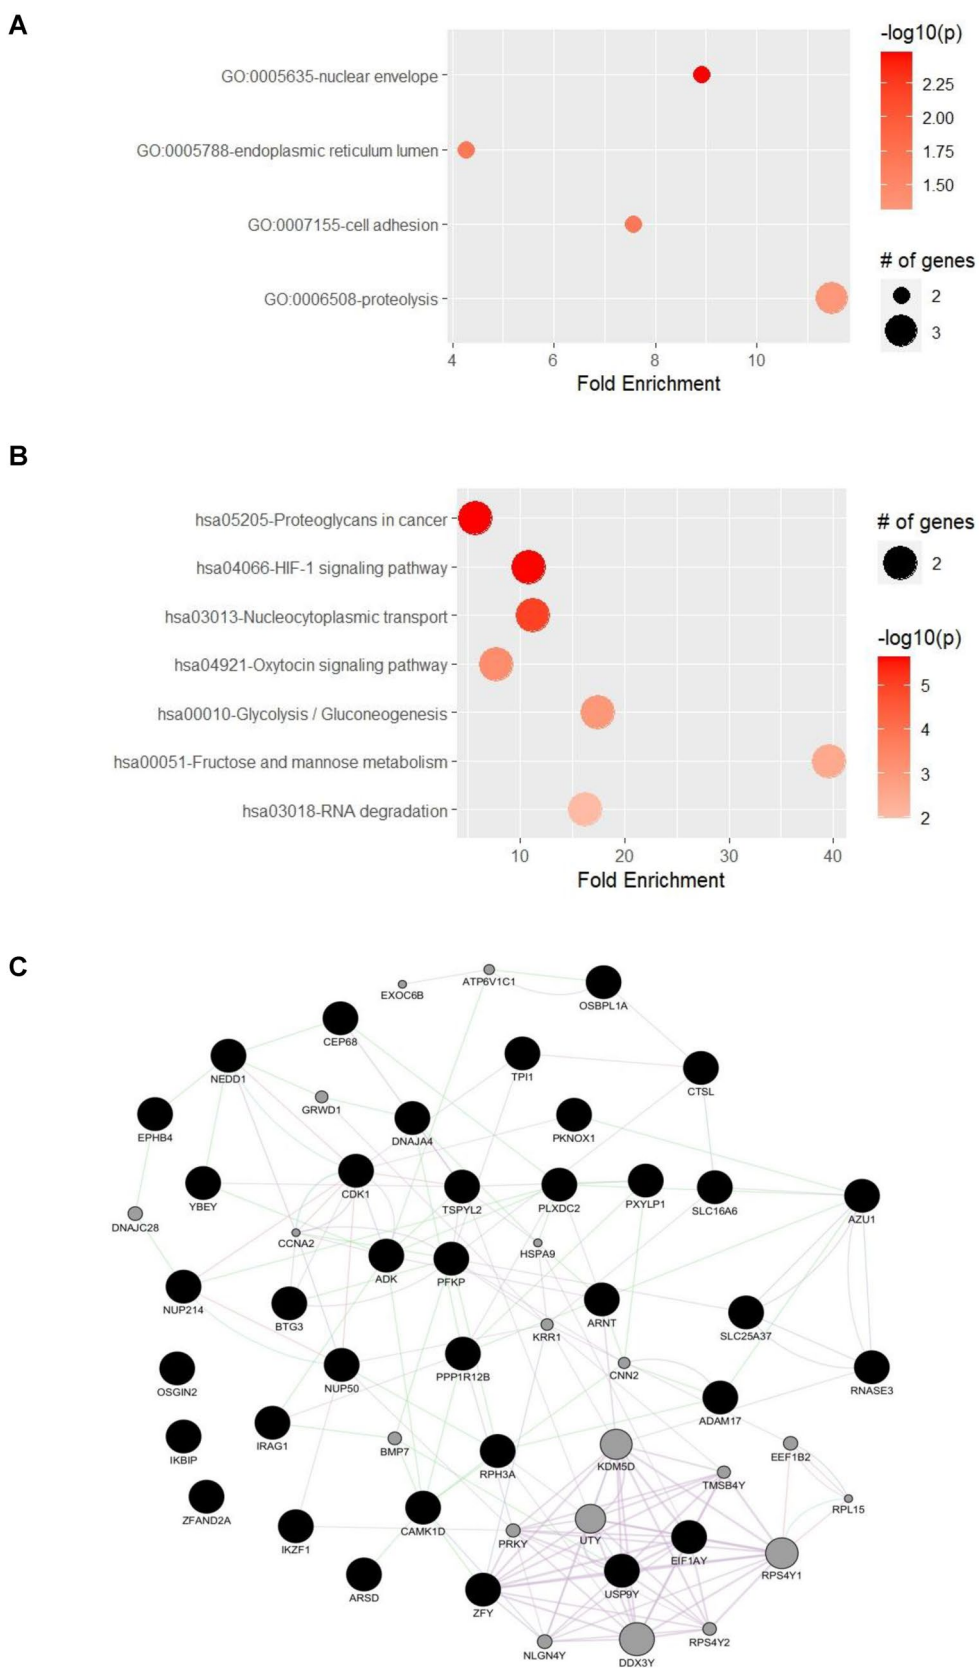 A
-log10(p)
GO:0005635-nuclear envelope
2.25
2.00
GO:0005788-endoplasmic reticulum lumen
1.75
1.50
GO:0007155-cell adhesion
# of genes
GO:0006508-proteolysis
2
3
4 6 8 10
Fold Enrichment
B
hsa05205-Proteoglycans in cancer
# of genes
hsa04066-HIF-1 signaling pathway
2
hsa03013-Nucleocytoplasmic transport
-log10(p)
hsa04921-Oxytocin signaling pathway
5
hsa00010-Glycolysis / Gluconeogenesis
4
hsa00051-Fructose and mannose metabolism
3
hsa03018-RNA degradation
2
10 20 30 40
Fold Enrichment
C
ATP6V1C1
EXOC6B
OSBPL1A
CEP68
NEDD1
TPI1
CTSL
GRWD1
EPHB4
DNAJA4
PKNOX1
YBEY
CDK1
TSPYL2
PLXDC2
PXYLP1
SLC16A6
AZU1
DNAJC28
CCNA2
HSPA9
ADK
PFKP
NUP214
BTG3
ARNT
SLC25A37
KRR1
OSGIN2
NUP50
PPP1R12B
CNN2
RNASE3
ADAM17
IKBIP
IRAG1
BMP7
RPH3A
KDM5D
EEF1B2
TMSB4Y
RPL15
ZFAND2A
IKZF1
CAMK1D
PRKY
UTY
EIF1AY
RPS4Y1
ARSD
ZFY
USP9Y
NLGN4Y
DDX3Y
RPS4Y2